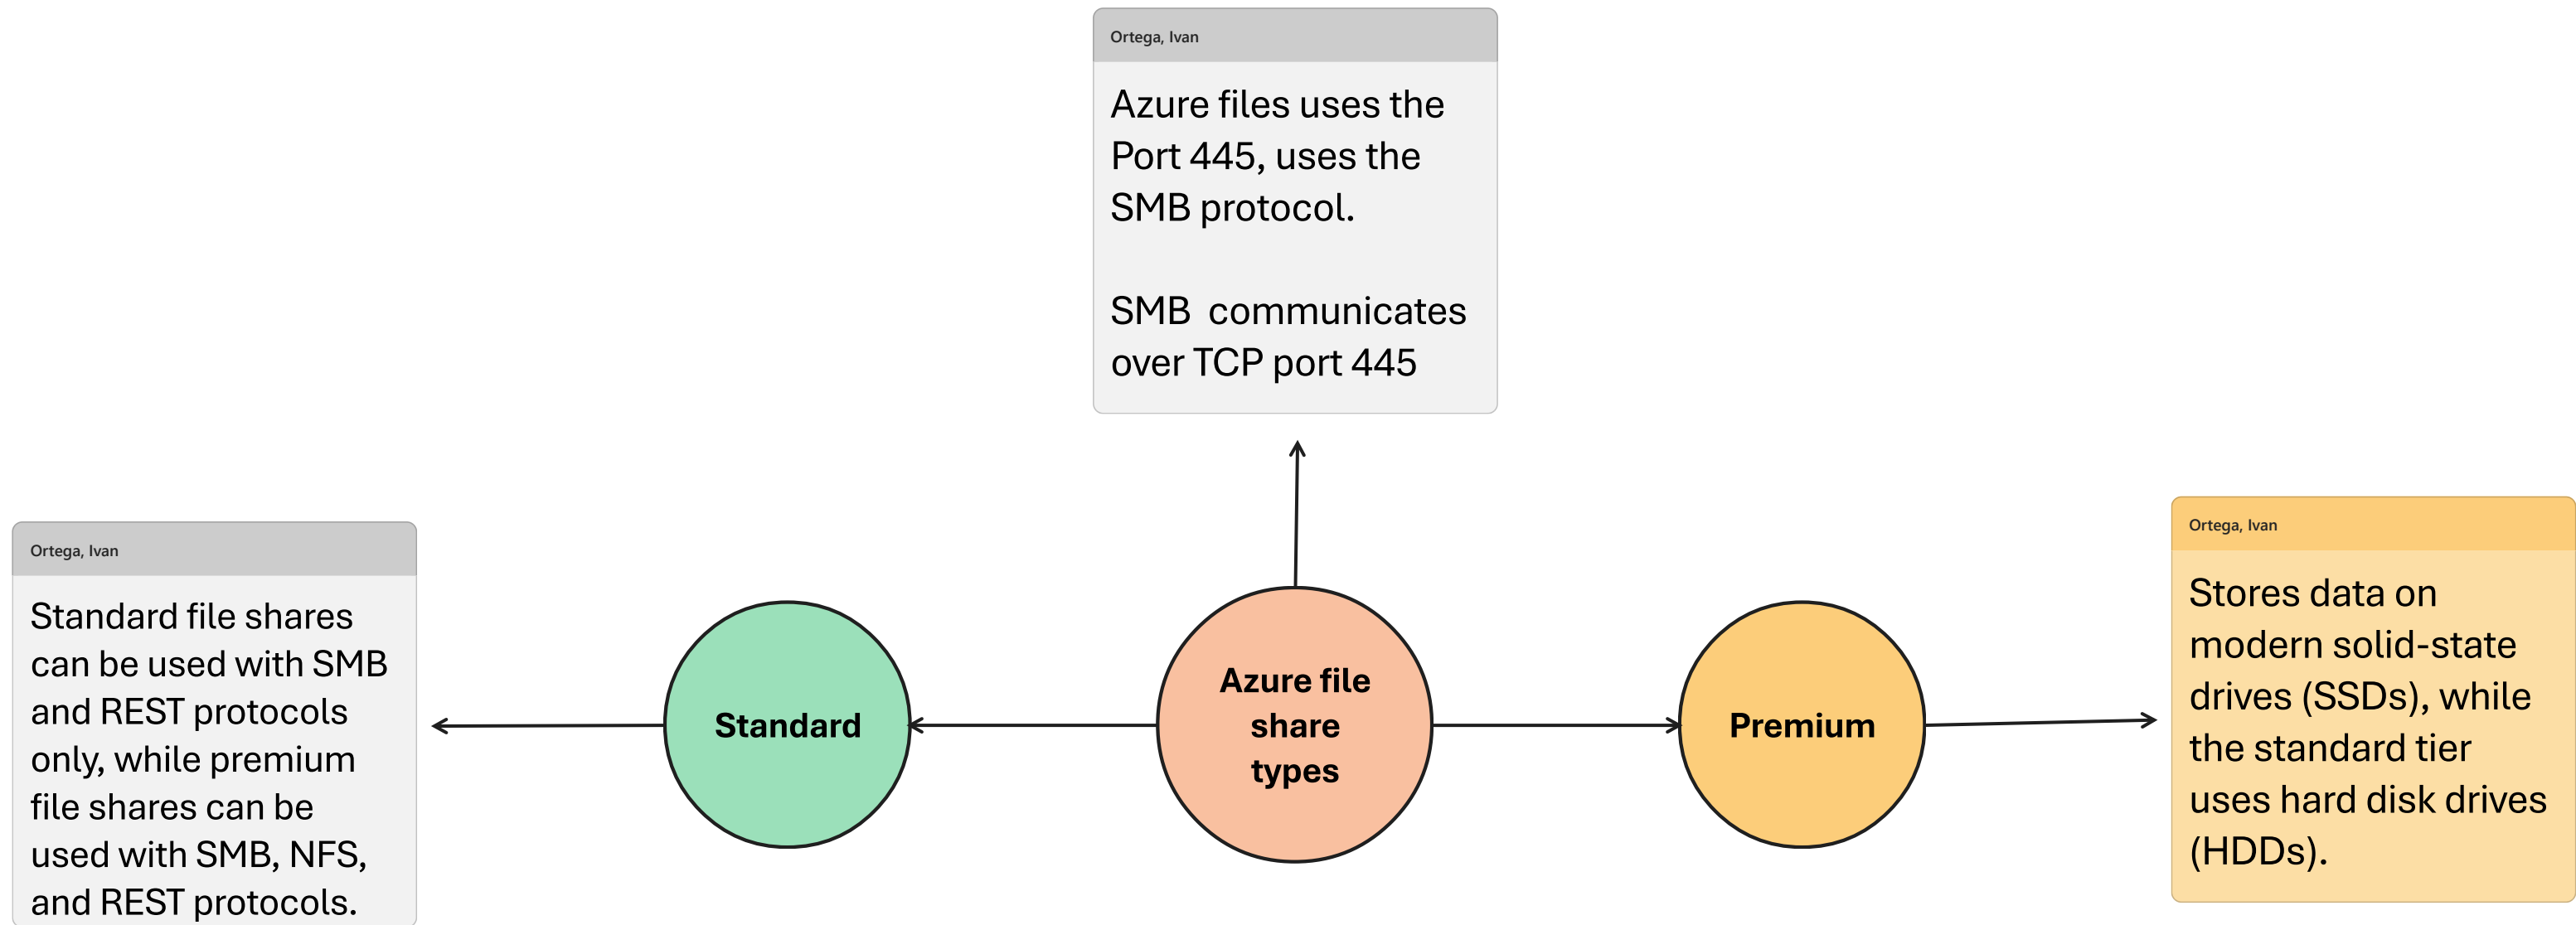 Ortega, Ivan
Azure files uses the
Port 445, uses the
SMB protocol.
SMB  communicates
over TCP port 445
Ortega, Ivan
Standard file shares
can be used with SMB
and REST protocols
only, while premium
file shares can be
used with SMB, NFS,
and REST protocols.
Standard
Azure file
share
types
Premium
Ortega, Ivan
Stores data on
modern solid-state
drives (SSDs), while
the standard tier
uses hard disk drives
(HDDs).